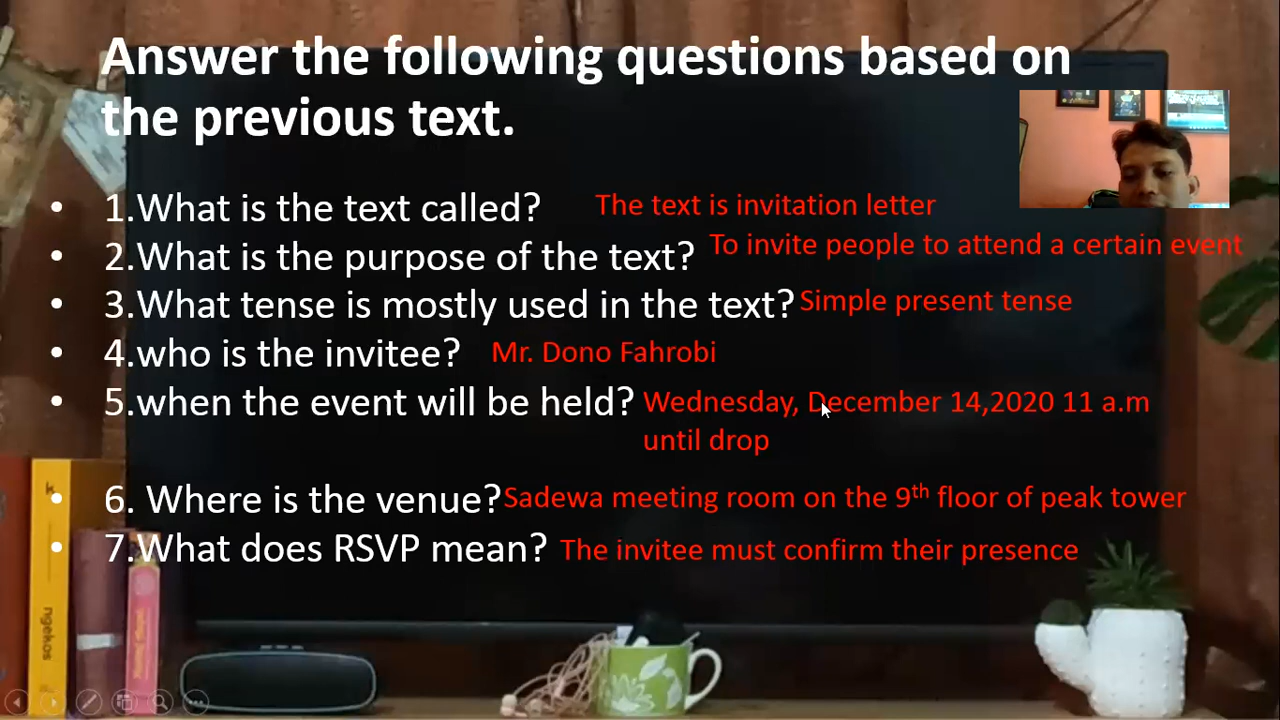 Answer the following questions based on
the previous text.
• 1.What is the text called? The text is invitation letter
• 2.What is the purpose of the text? To invite people to attend a certain event
• 3.What tense is mostly used in the text? Simple present tense
• 4.who is the invitee? Mr. Dono Fahrobi
• 5.when the event will be held? Wednesday, December 14,2020 11 a.m
until drop
• 6. Where is the venue? Sadewa meeting room on the 9th floor of peak tower
• 7.What does RSVP mean? The invitee must confirm their presence
ngekos